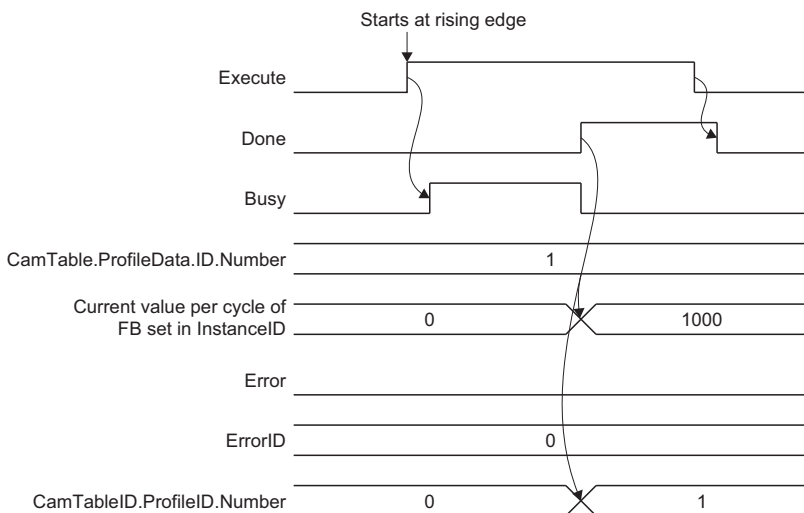 Starts at rising edge
Execute
Done
Busy
CamTable.ProfileData.ID.Number
1
Current value per cycle of
FB set in InstanceID
0
1000
Error
ErrorID
0
CamTableID.ProfileID.Number
0
1